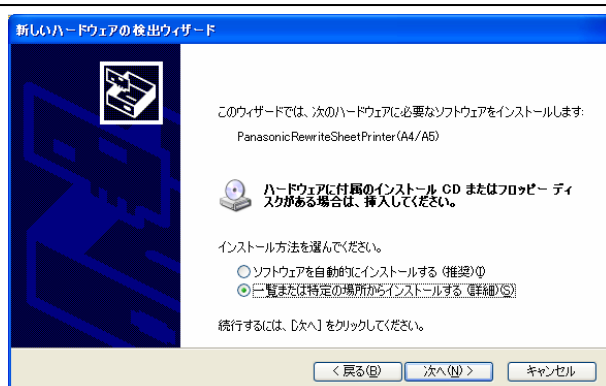 新しいハードウェアの検出ウィザード
このウィザードでは、次のハードウェアに必要なソフトウェアをインストールします:
PanasonicRewriteSheetPrinter(A4/A5)
ハードウェアに付属のインストール CD またはフロッピー ディ
スクがある場合は、挿入してください。
インストール方法を選んでください。
ソフトウェアを自動的にインストールする (推奨)(I)
一覧または特定の場所からインストールする (詳細)(S)
続行するには、[次へ] をクリックしてください。
< 戻る(B)
次へ(N) >
キャンセル